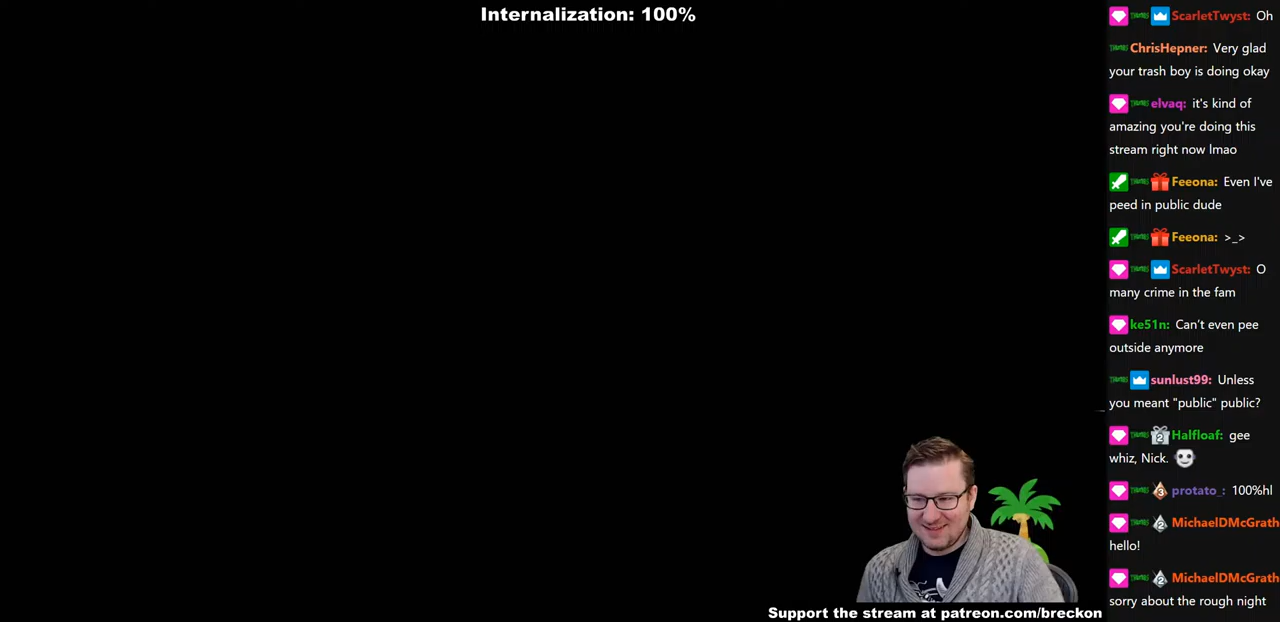 Internalization: 100%
ScarletTwyst: Oh
ChrisHepner: Very glad
your trash boy is doing okay
elvaq: it's kind of
amazing you're doing this
stream right now lmao
Feeona: Even I've
peed in public dude
Feeona: >_>
ScarletTwyst: O
many crime in the fam
ke51n: Can't even pee
outside anymore
sunlust99: Unless
you meant "public" public?
Halfloaf: gee
whiz, Nick.
protato_: 100%hl
MichaelDMcGrath
hello!
MichaelDMcGrath
sorry about the rough night
Support the stream at patreon.com/breckon